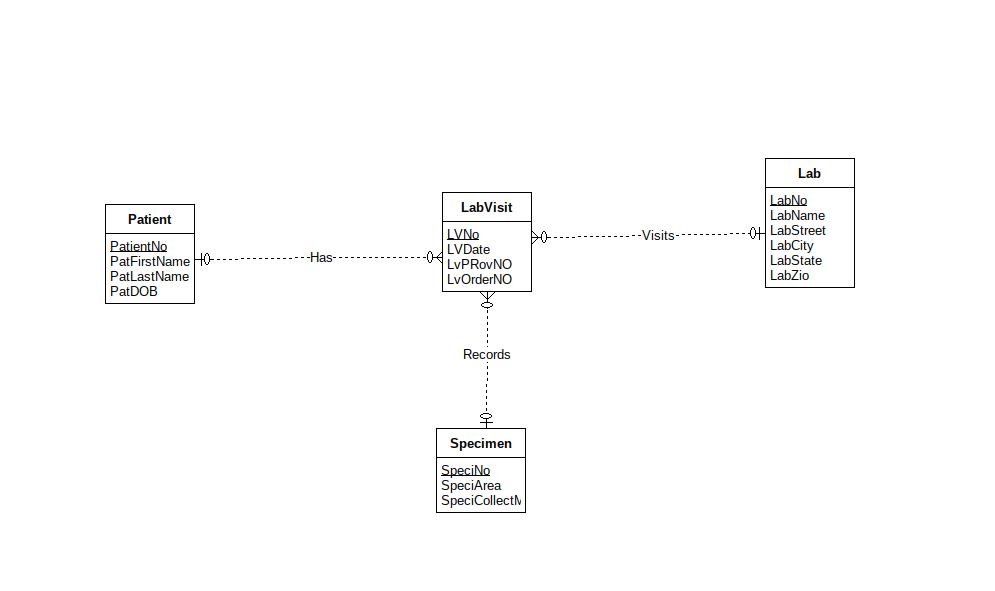 Patient
PatientNo
PatFirstName
PatLastName
PatDOB
Has
LabVisit
LVNo
LVDate
LvPRovNO
LvOrderNO
Visits
Lab
LabNo
LabName
LabStreet
LabCity
LabState
LabZio
Records
Specimen
SpeciNo
SpeciArea
SpeciCollectM